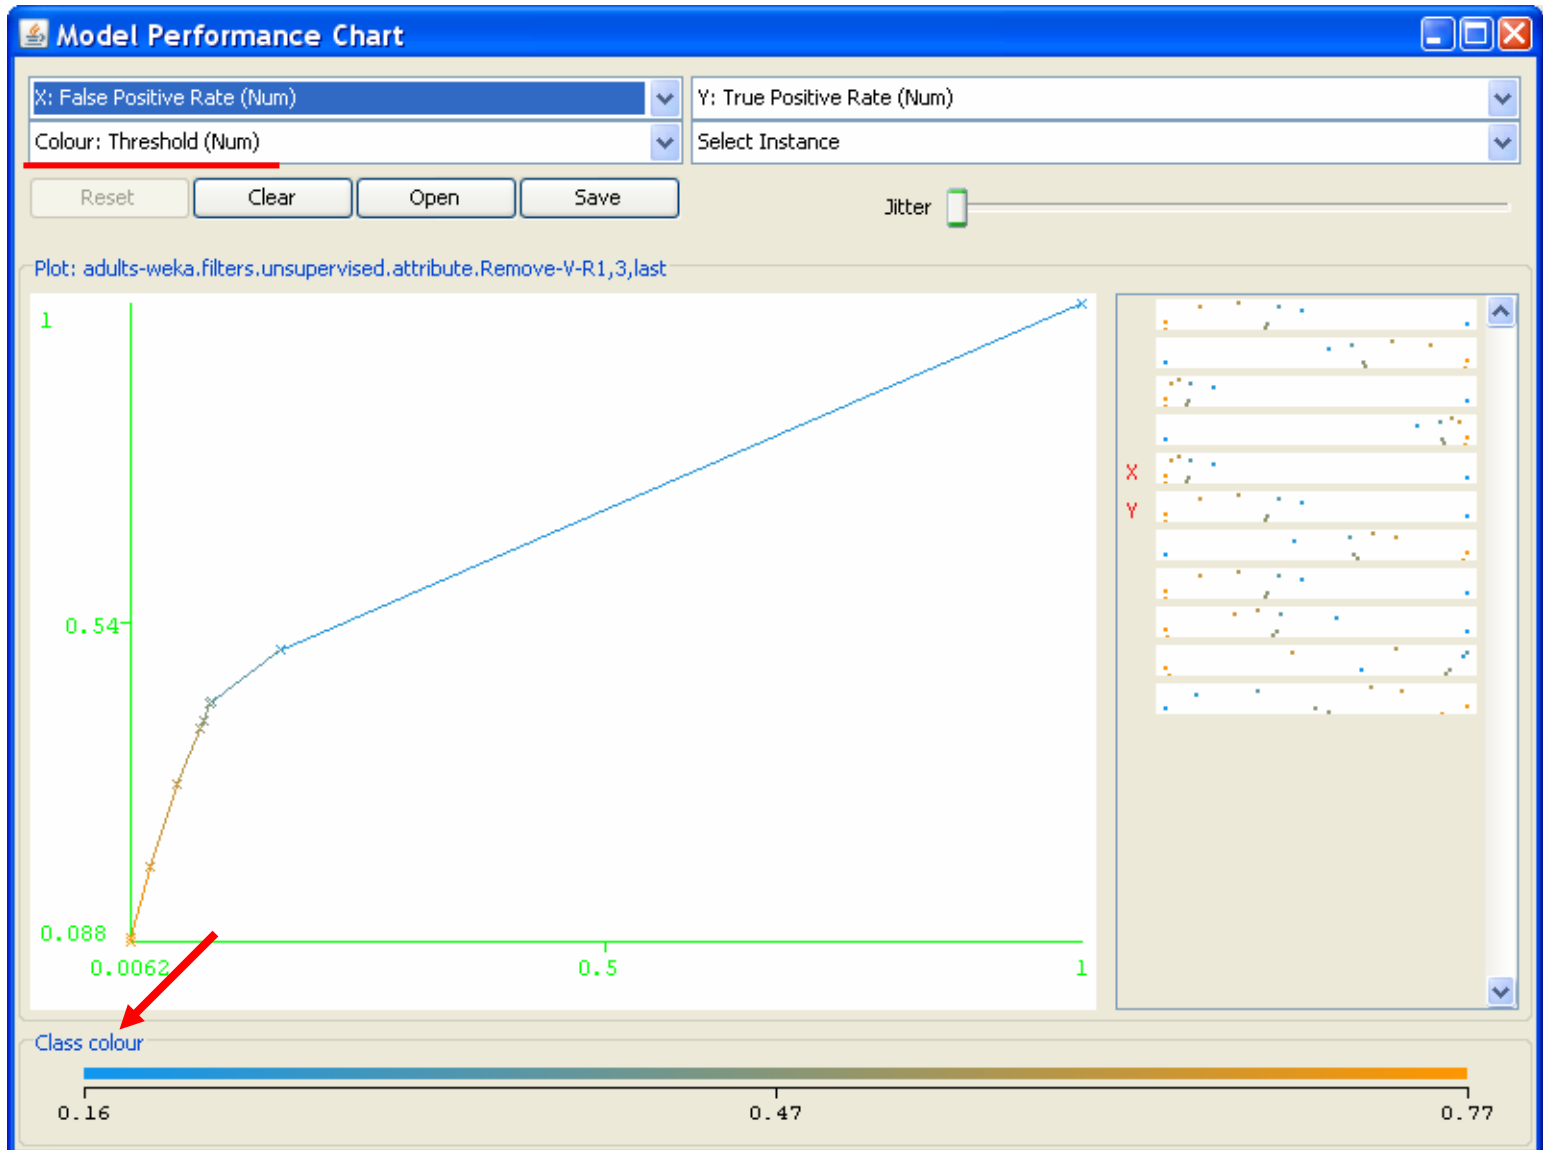 Model Performance Chart
X: False Positive Rate (Num)
Y: True Positive Rate (Num)
Colour: Threshold (Num)
Select Instance
Reset
Clear
Open
Save
Jitter
Plot: adults-weka.filters.unsupervised.attribute.Remove-V-R1,3,last
1
0.54
0.088
0.0062
0.5
1
X
Y
Class colour
0.16
0.47
0.77